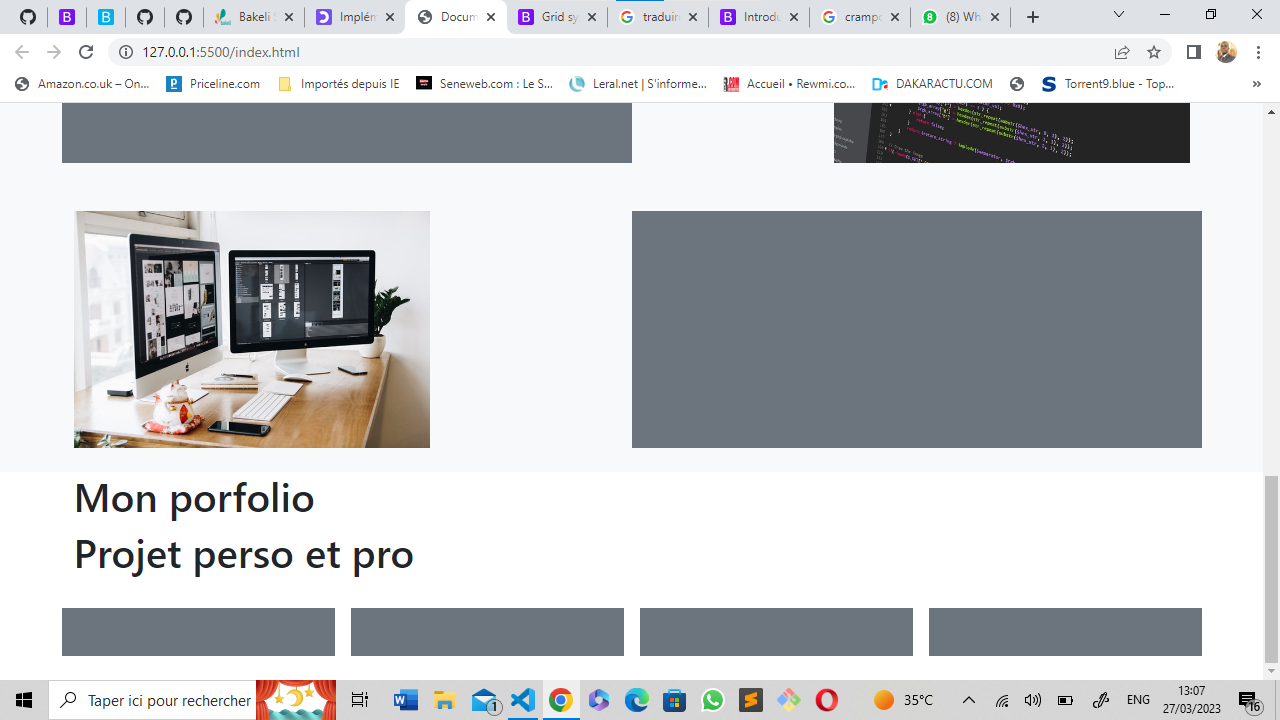 Bakeli
Implém
Docum
Grid sy
traduir
Introdu
crampo
(8) Wh
127.0.0.1:5500/index.html
Amazon.co.uk – On...
Priceline.com
Importés depuis IE
Seneweb.com : Le S...
Leral.net | S'informe...
Accueil • Rewmi.co...
DAKARACTU.COM
Torrent9.blue - Top...
»
Mon porfolio
Projet perso et pro
Taper ici pour rechercher
1
35°C
ENG
13:07
27/03/2023
16